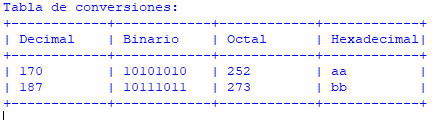 Tabla de conversiones:
+------------+------------+------------+------------+
| Decimal    | Binario    | Octal      | Hexadecimal|
+------------+------------+------------+------------+
| 170        | 10101010   | 252        | aa         |
| 187        | 10111011   | 273        | bb         |
+------------+------------+------------+------------+